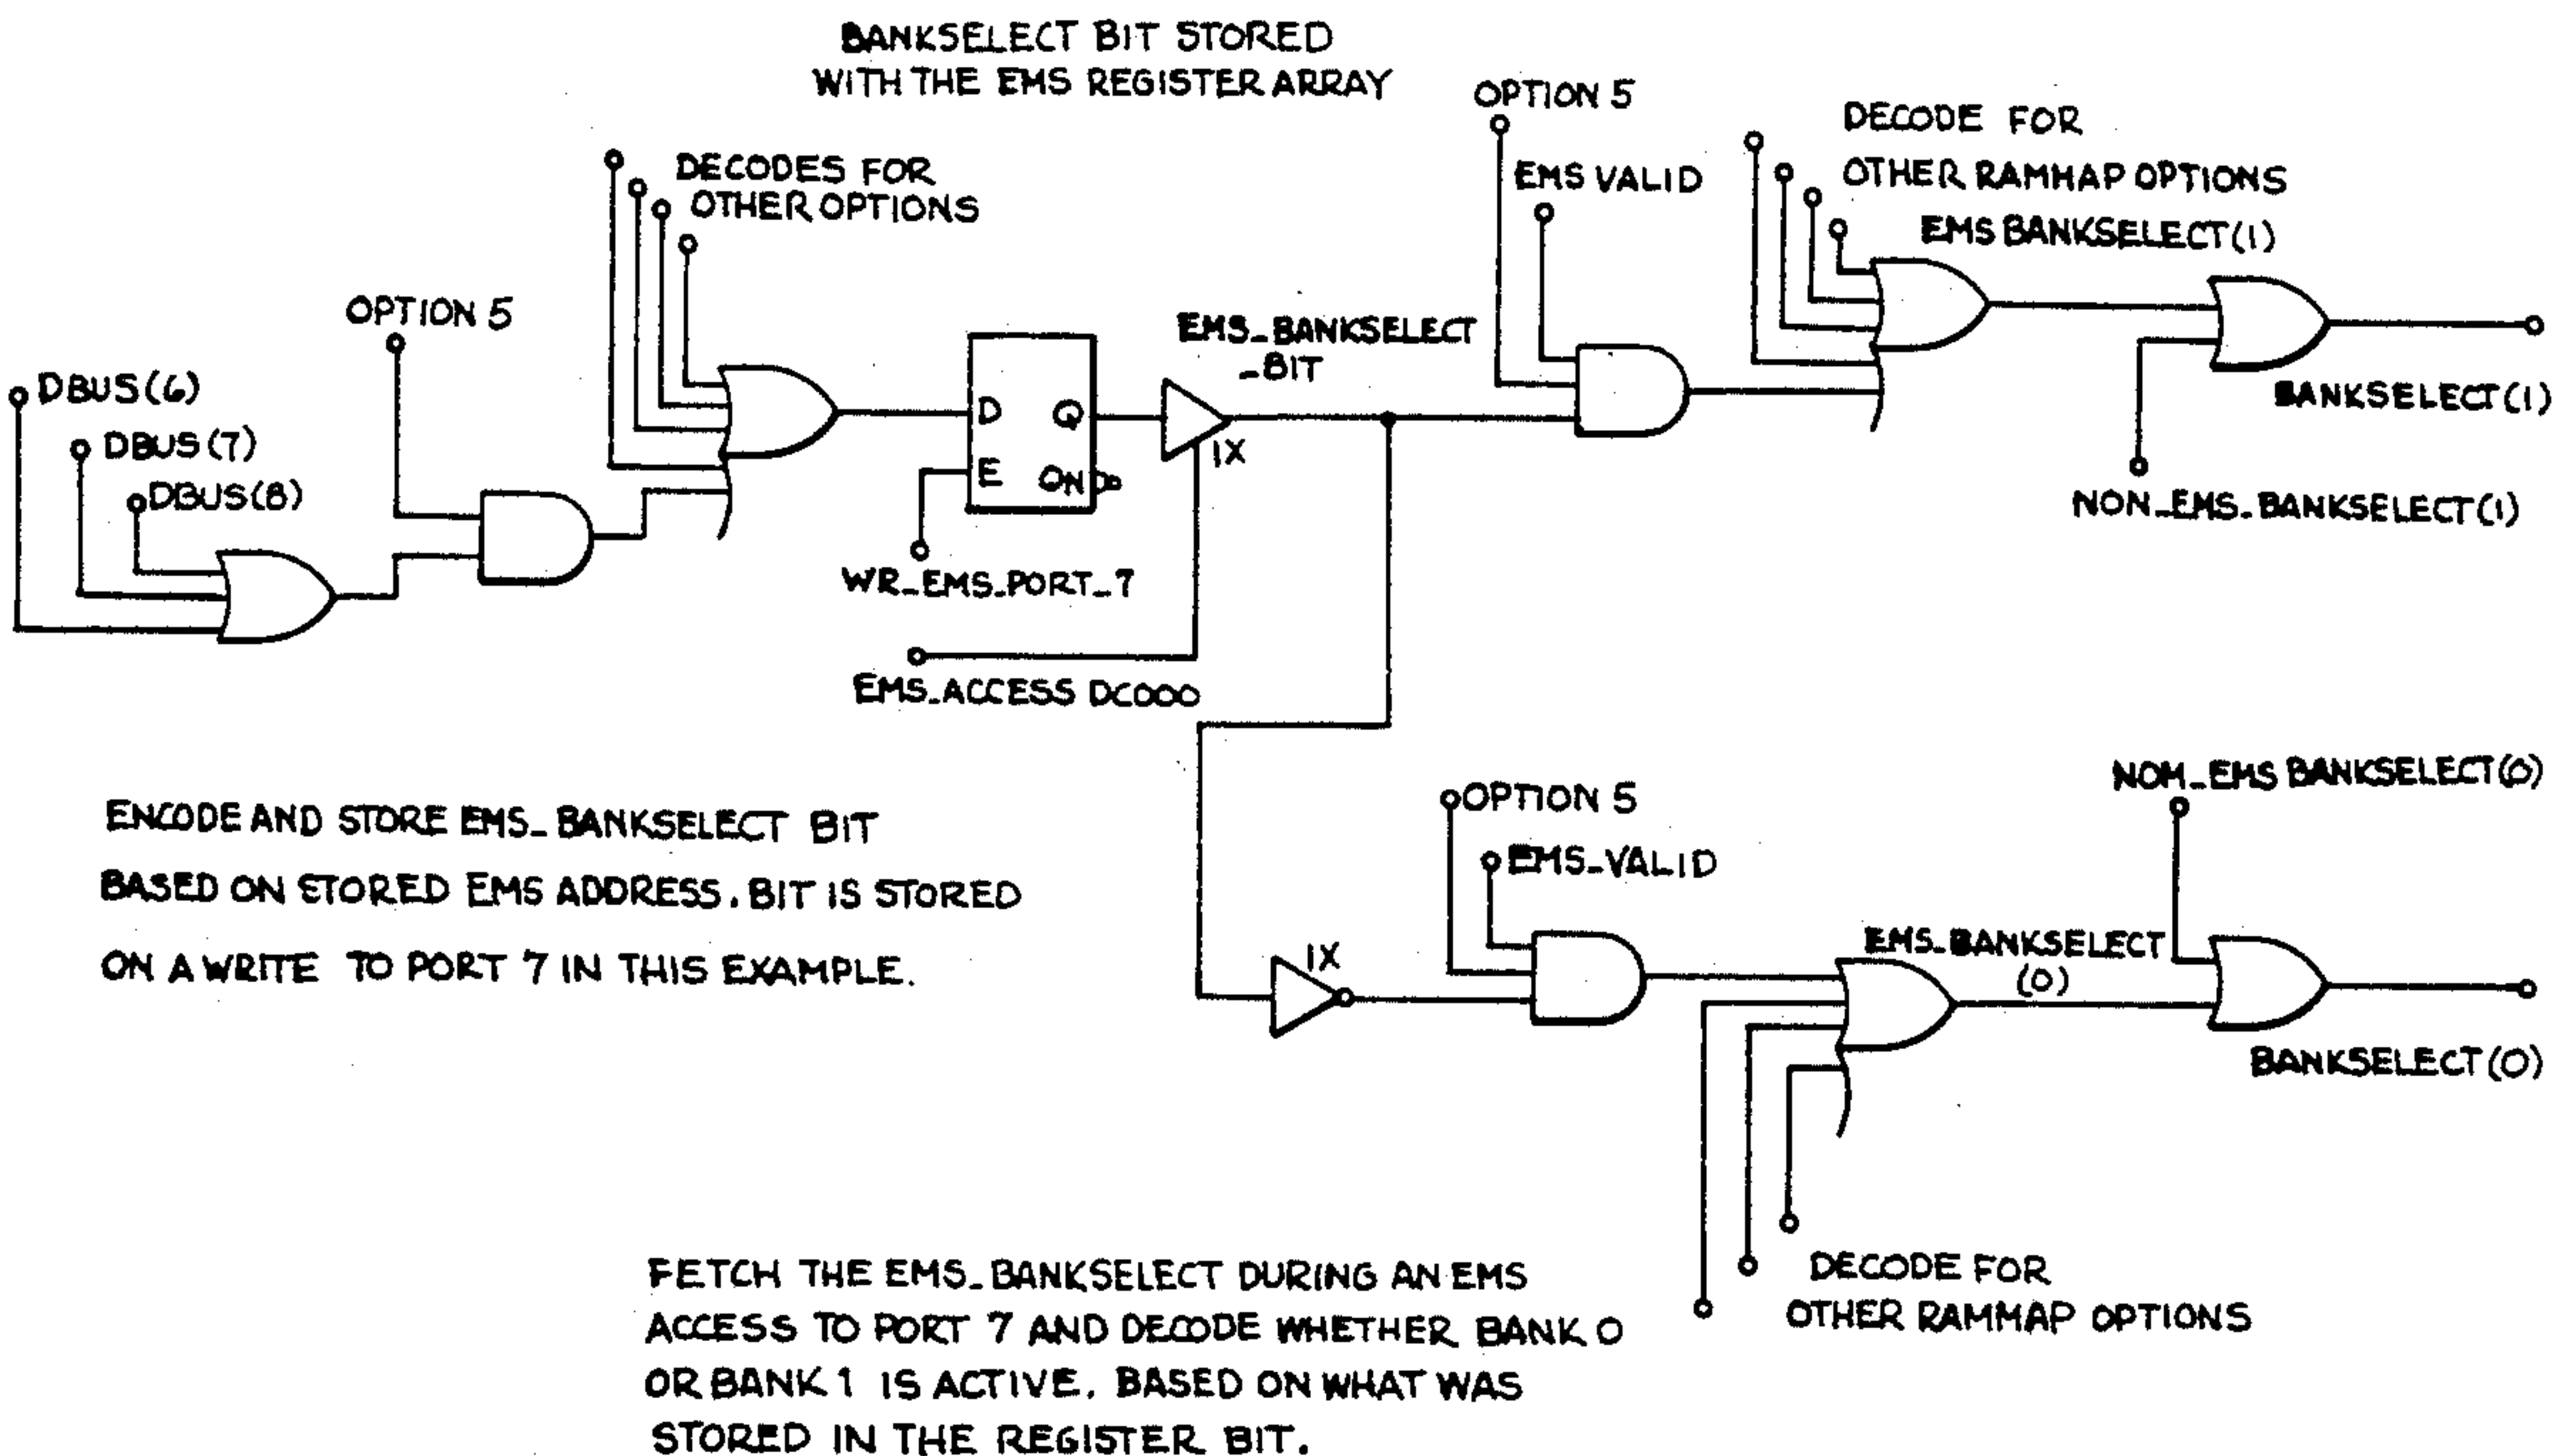 BANKSELECT BIT STORED
WITH THE EMS REGISTER ARRAY
OPTION 5
DECODE FOR
OTHER RAMMAP OPTIONS
EMS VALID
EMS BANKSELECT(1)
DECODES FOR
OTHER OPTIONS
OPTION 5
EMS_BANKSELECT
_BIT
DBUS(6)
DBUS(7)
DBUS(8)
D
Q
E
QN
1X
BANKSELECT(1)
NON_EMS_BANKSELECT(1)
WR_EMS_PORT_7
EMS_ACCESS DC000
NOM_EMS BANKSELECT(0)
OPTION 5
EMS_VALID
ENCODE AND STORE EMS_BANKSELECT BIT
BASED ON STORED EMS ADDRESS. BIT IS STORED
ON A WRITE TO PORT 7 IN THIS EXAMPLE.
1X
EMS_BANKSELECT
(0)
BANKSELECT(0)
DECODE FOR
OTHER RAMMAP OPTIONS
FETCH THE EMS_BANKSELECT DURING AN EMS
ACCESS TO PORT 7 AND DECODE WHETHER BANK 0
OR BANK 1 IS ACTIVE. BASED ON WHAT WAS
STORED IN THE REGISTER BIT.